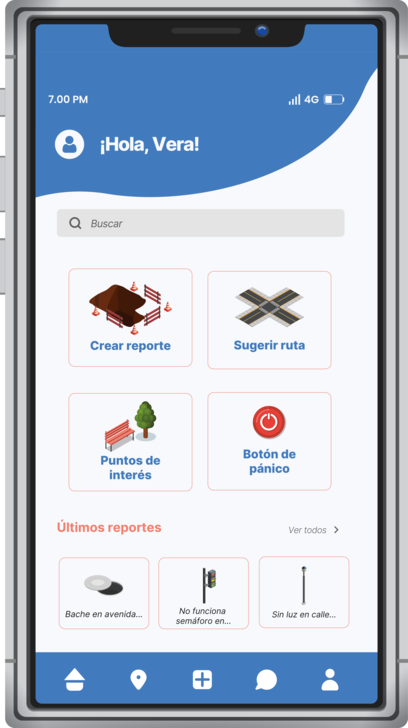 7.00 PM
4G
¡Hola, Vera!
Buscar
Crear reporte
Sugerir ruta
Puntos de
interés
Botón de
pánico
Últimos reportes
Ver todos
Bache en avenida...
No funciona
semáforo en...
Sin luz en calle...